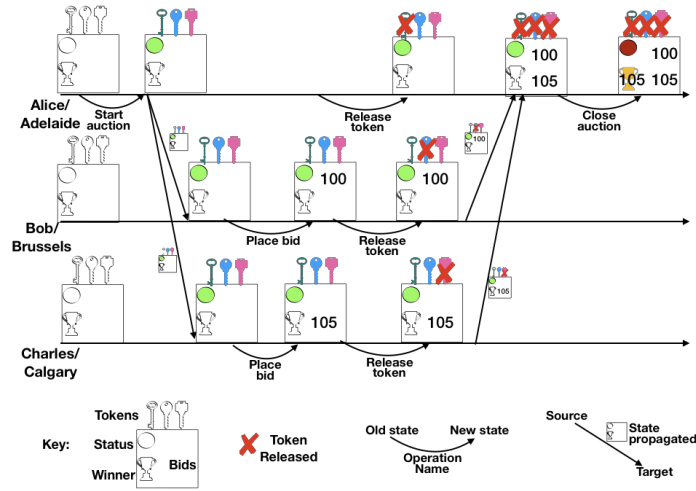 100
100
105
105
105
Alice/
Adelaide
Start
auction
Release
token
Close
auction
100
100
100
Bob/
Brussels
Place bid
Release
token
105
105
105
Charles/
Calgary
Place
bid
Release
token
Tokens
Key:
Status
Winner
Bids
Token
Released
Old state
New state
Operation
Name
Source
State
propagated
Target